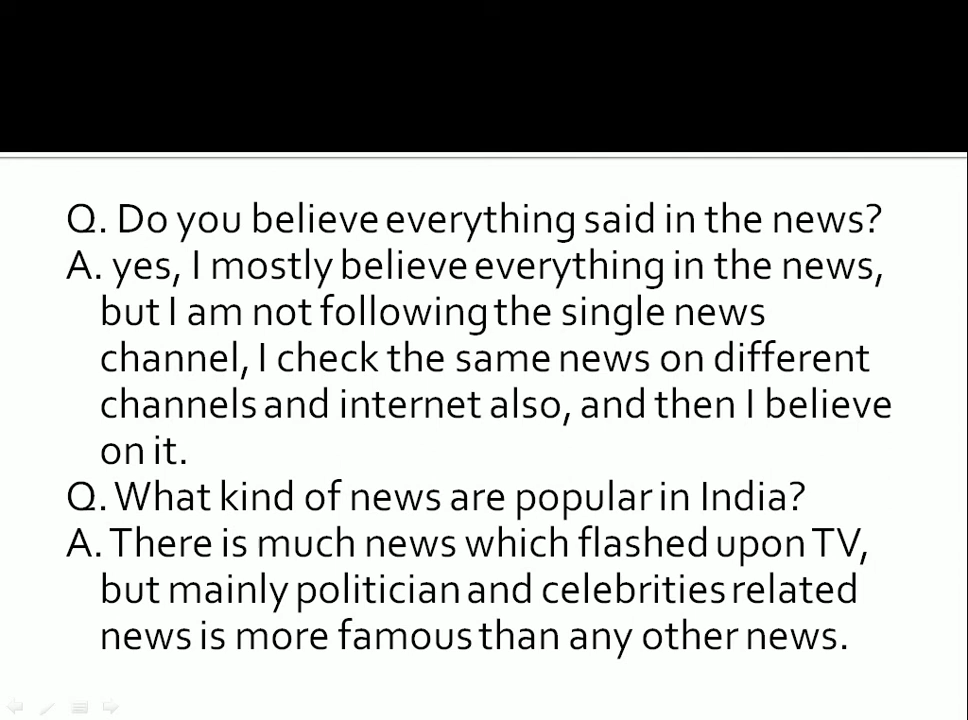 Q. Do you believe everything said in the news?
A. yes, I mostly believe everything in the news,
but I am not following the single news
channel, I check the same news on different
channels and internet also, and then I believe
on it.
Q. What kind of news are popular in India?
A. There is much news which flashed upon TV,
but mainly politician and celebrities related
news is more famous than any other news.